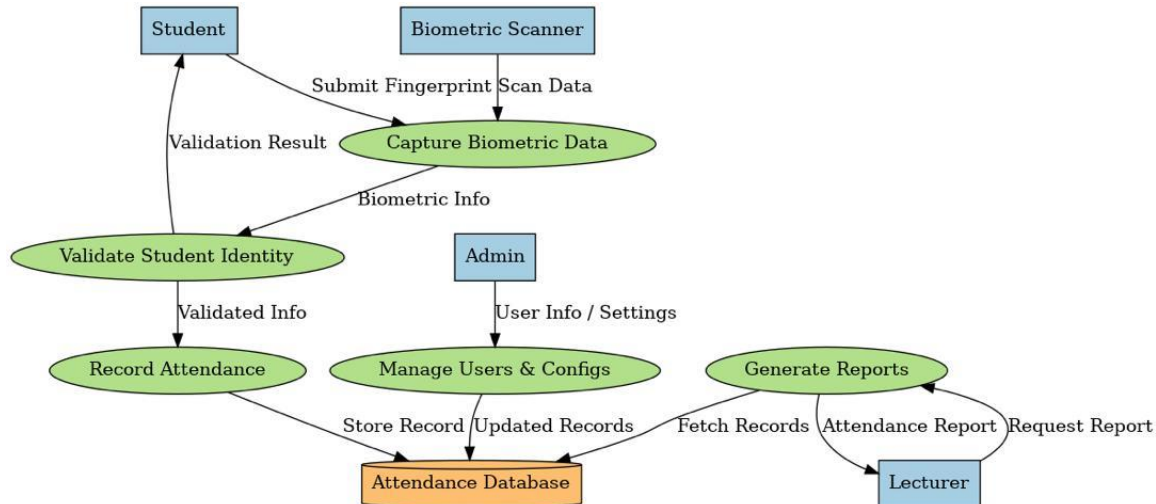 Student
Biometric Scanner
Submit Fingerprint
Scan Data
Validation Result
Capture Biometric Data
Biometric Info
Validate Student Identity
Admin
Validated Info
User Info / Settings
Record Attendance
Manage Users & Configs
Generate Reports
Store Record
Updated Records
Fetch Records
Attendance Report
Request Report
Attendance Database
Lecturer